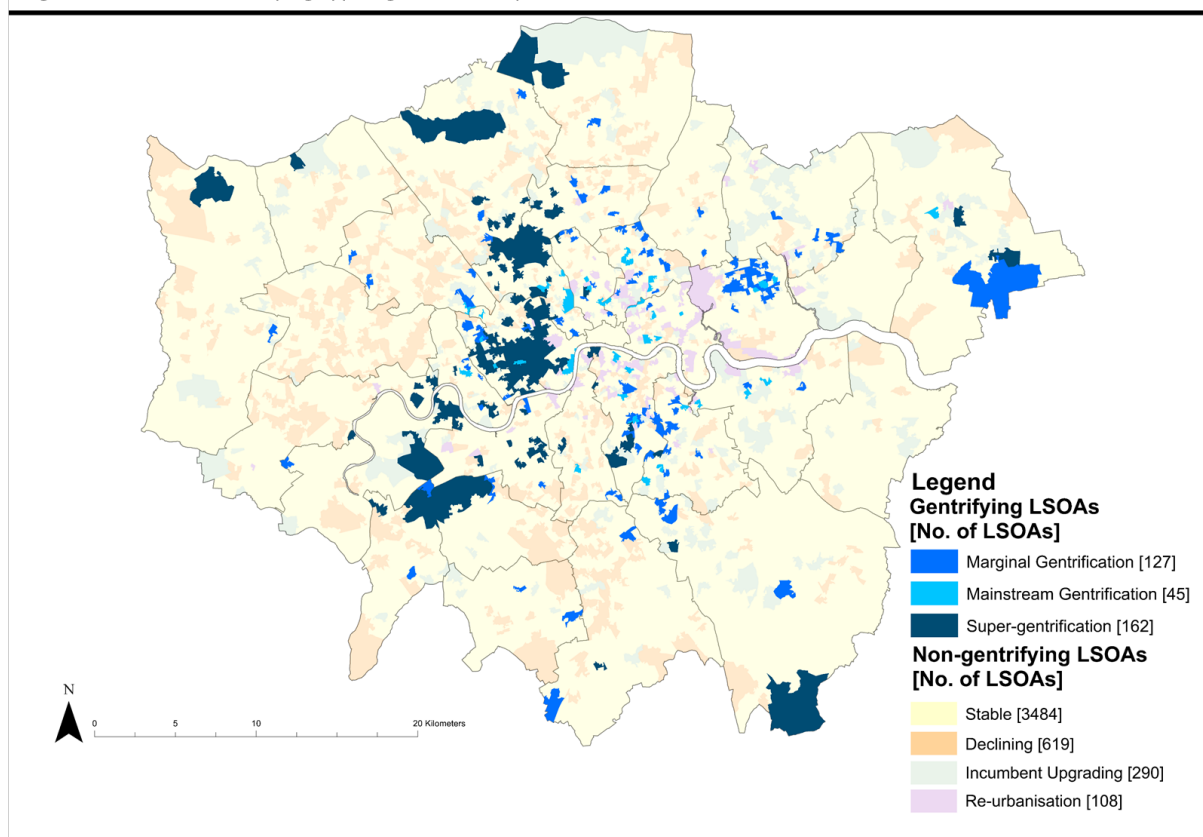 Legend
Gentrifying LSOAs
[No. of LSOAs]
Marginal Gentrification [127]
Mainstream Gentrification [45]
Super-gentrification [162]
Non-gentrifying LSOAs
[No. of LSOAs]
Stable [3484]
Declining [619]
Incumbent Upgrading [290]
Re-urbanisation [108]
N
0 5 10 20 Kilometers